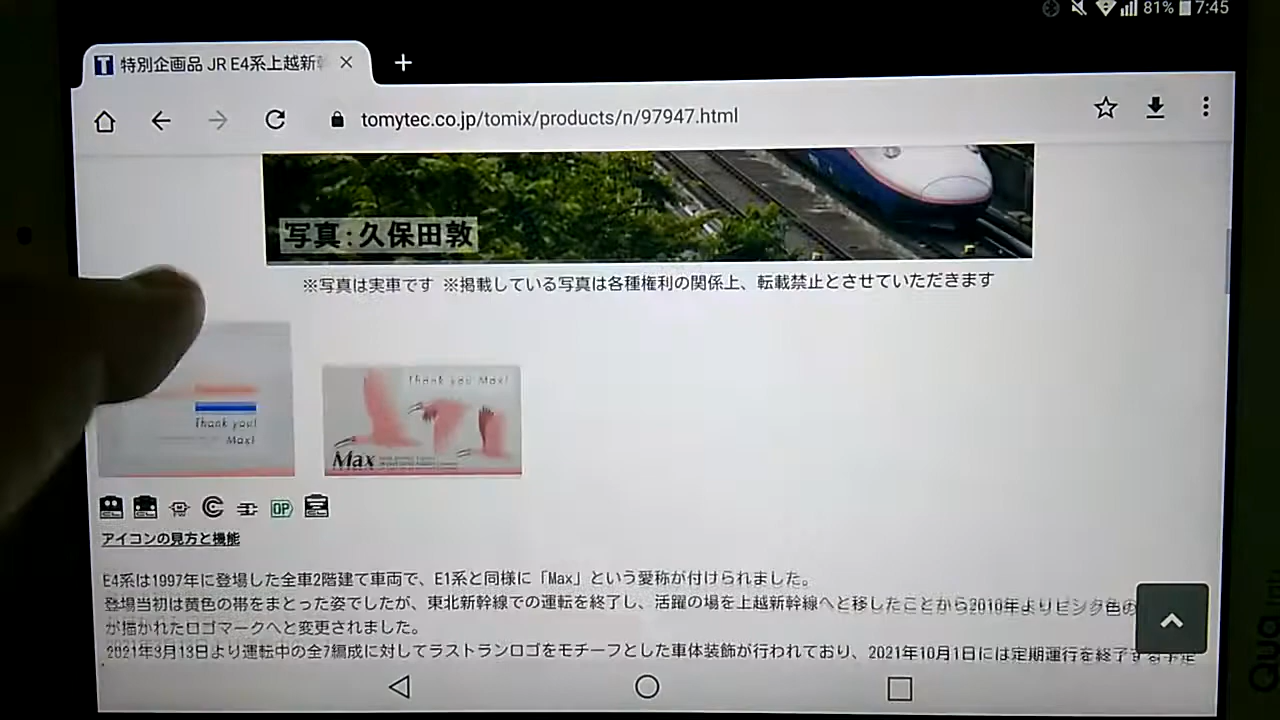 81% 7:45
特別企画品 JR E4系上越新幹
tomytec.co.jp/tomix/products/n/97947.html
写真:久保田敦
※写真は実車です ※掲載している写真は各種権利の関係上、転載禁止とさせていただきます
Thank you!
Max!
Thank you Max!
Max
OP
アイコンの見方と機能
E4系は1997年に登場した全車2階建て車両で、E1系と同様に「Max」という愛称が付けられました。
登場当初は黄色の帯をまとった姿でしたが、東北新幹線での運転を終了し、活躍の場を上越新幹線へと移したことから2010年よりピンク色の
が描かれたロゴマークへと変更されました。
2021年3月13日より運転中の全7編成に対してラストランロゴをモチーフとした車体装飾が行われており、2021年10月1日には定期運行を終了する予定
Qua